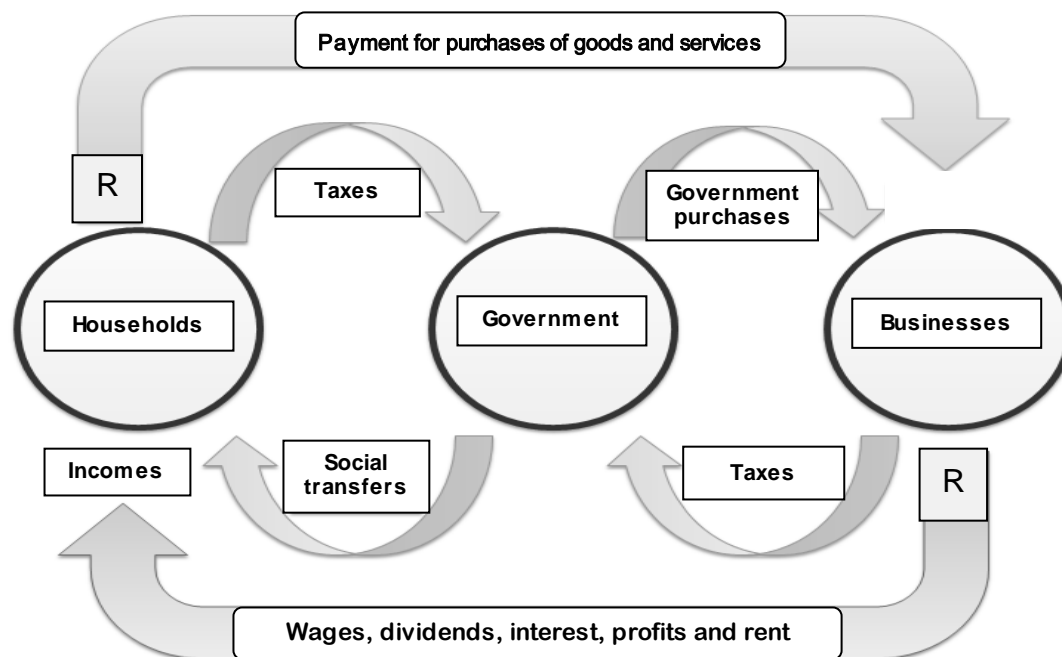 Payment for purchases of goods and services
R
Taxes
Government
purchases
Households
Government
Businesses
Incomes
Social
transfers
Taxes
R
Wages, dividends, interest, profits and rent